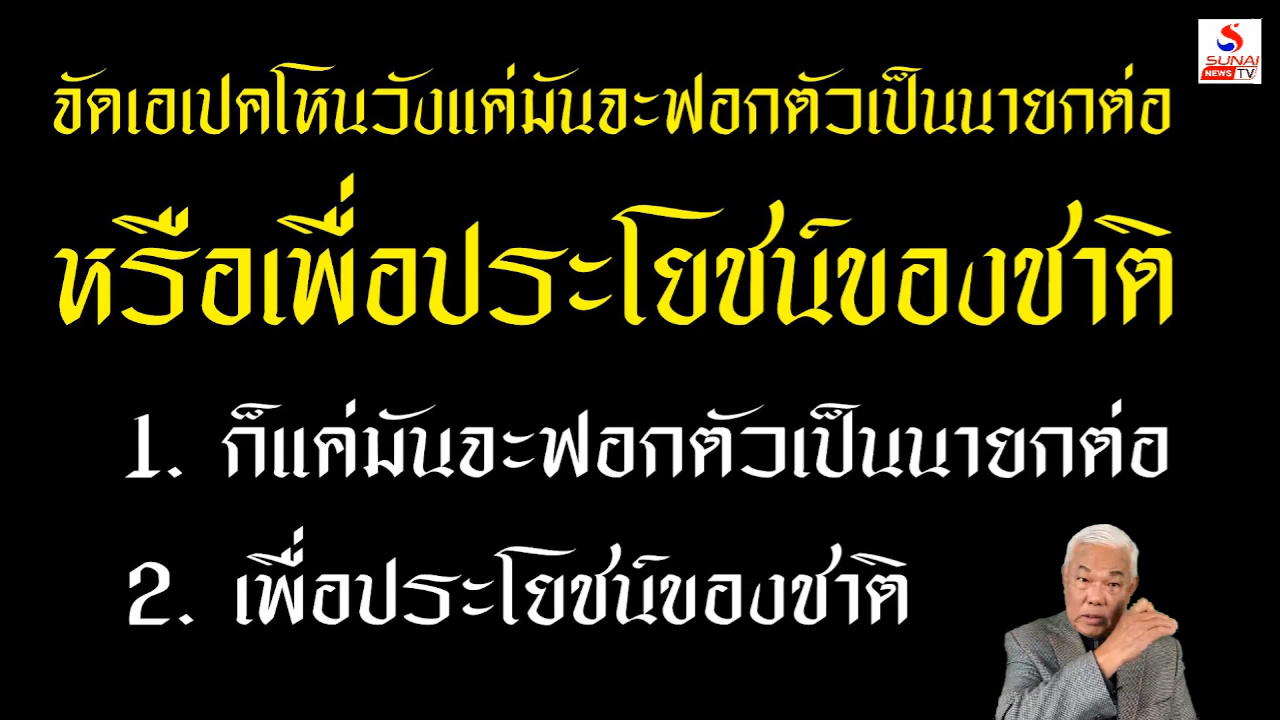 SUNAI
NEWS TV
จัดเอเปคโหนวังแค่มันจะฟอกตัวเป็นนายกต่อ
หรือเพื่อประโยชน์ของชาติ
1. ก็แค่มันจะฟอกตัวเป็นนายกต่อ
2. เพื่อประโยชน์ของชาติ